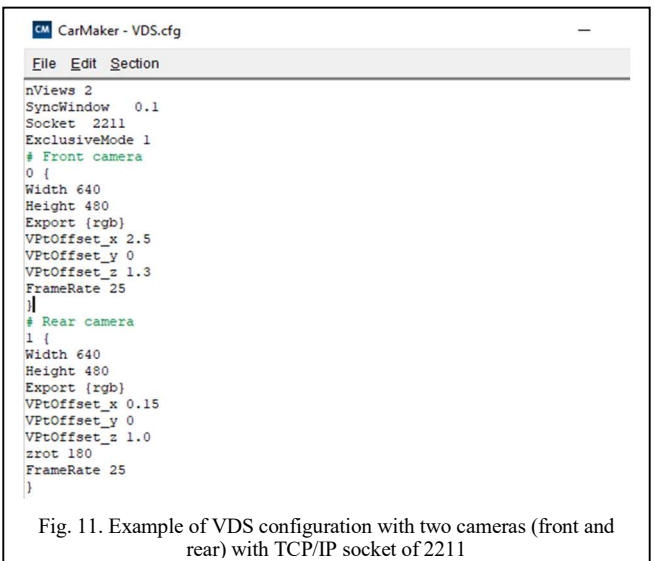 CM CarMaker - VDS.cfg
File Edit Section
nViews 2
SyncWindow   0.1
Socket  2211
ExclusiveMode 1
# Front camera
0 {
Width 640
Height 480
Export {rgb}
VPtOffset_x 2.5
VPtOffset_y 0
VPtOffset_z 1.3
FrameRate 25
}
# Rear camera
1 {
Width 640
Height 480
Export {rgb}
VPtOffset_x 0.15
VPtOffset_y 0
VPtOffset_z 1.0
zrot 180
FrameRate 25
}
Fig. 11. Example of VDS configuration with two cameras (front and
rear) with TCP/IP socket of 2211